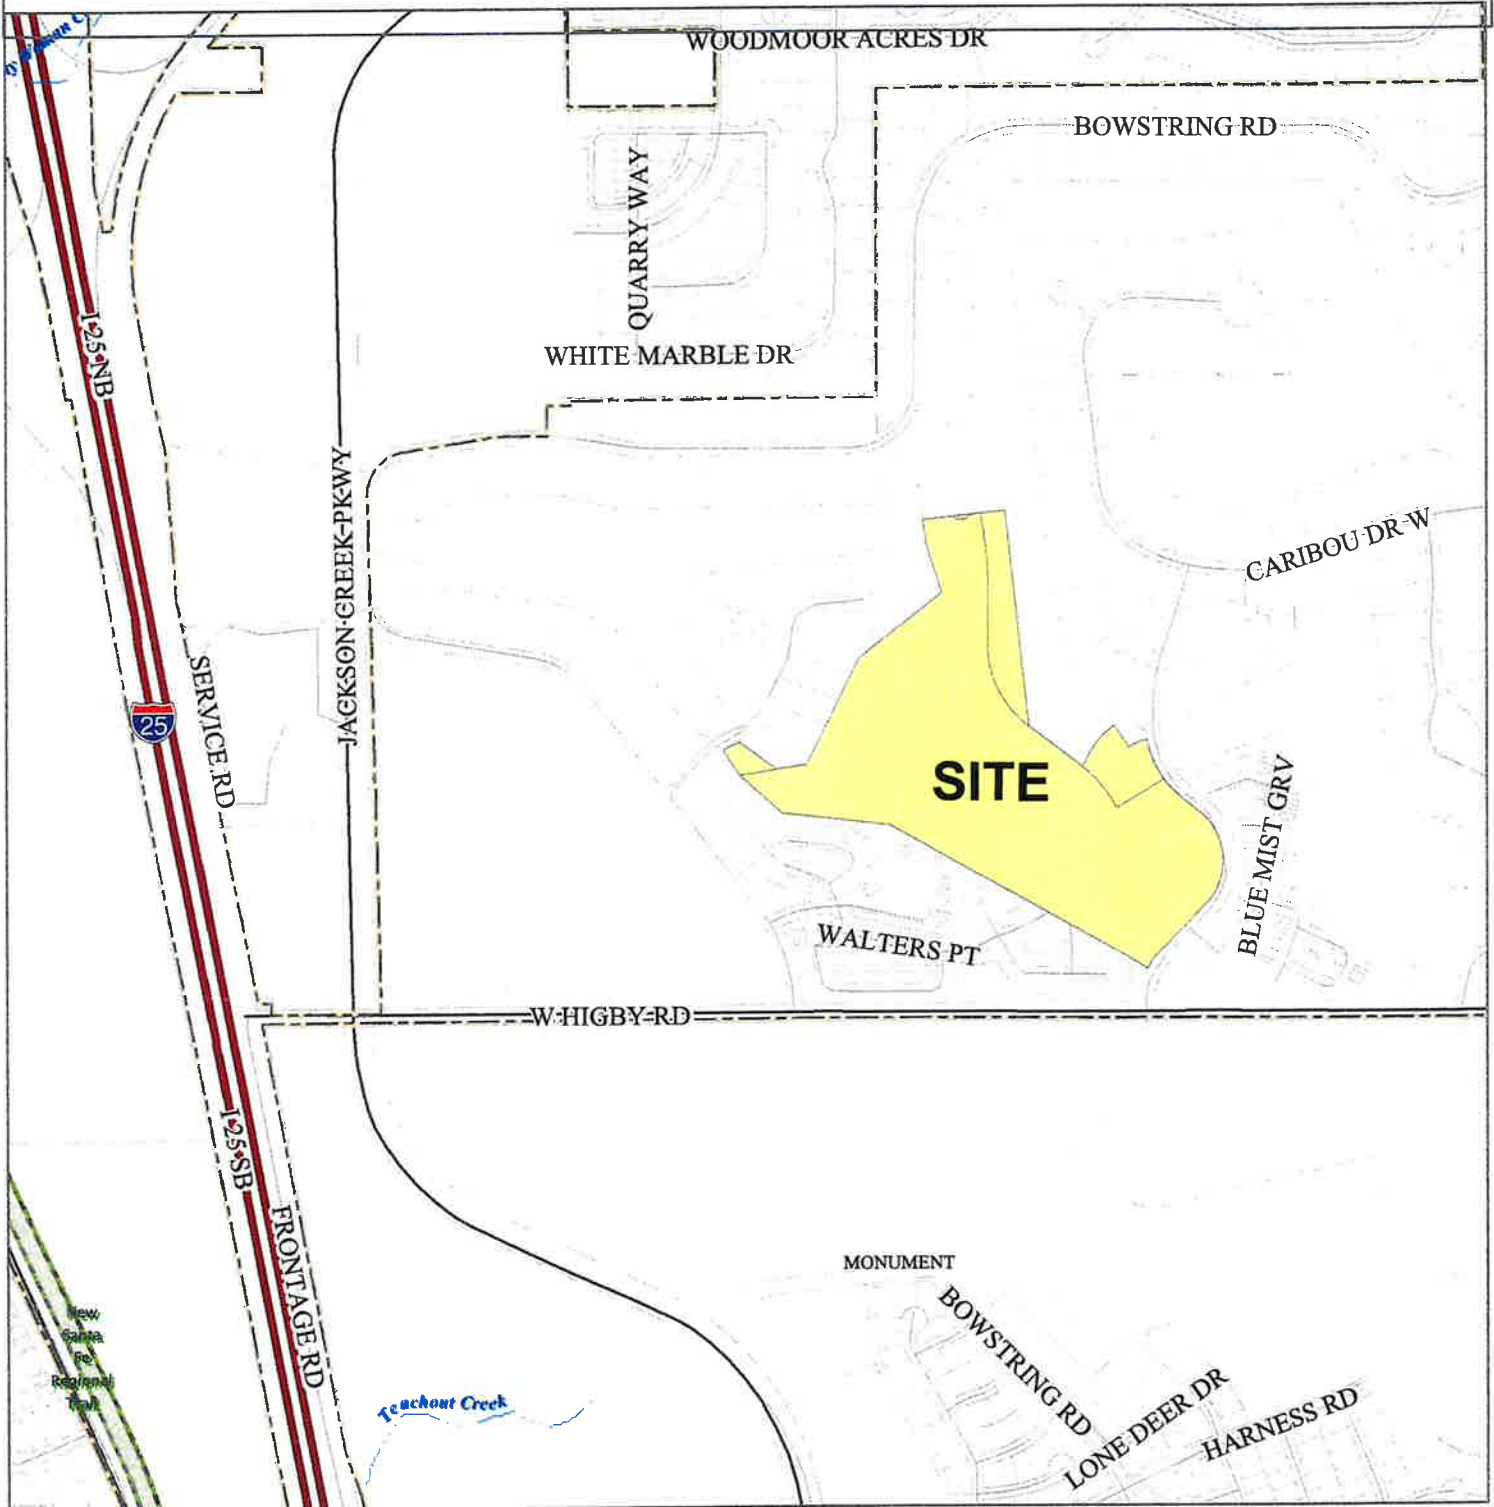 WOODMOOR ACRES DR
BOWSTRING RD
QUARRY WAY
I-25 NB
WHITE MARBLE DR
JACKSON CREEK PKWY
CARIBOU DR W
SERVICE RD
25
SITE
BLUE MIST GRV
WALTERS PT
W HIGBY RD
I-25 SB
FRONTAGE RD
MONUMENT
New
Santa
Fe
Regional
Trail
BOWSTRING RD
LONE DEER DR
HARNESS RD
Teachout Creek